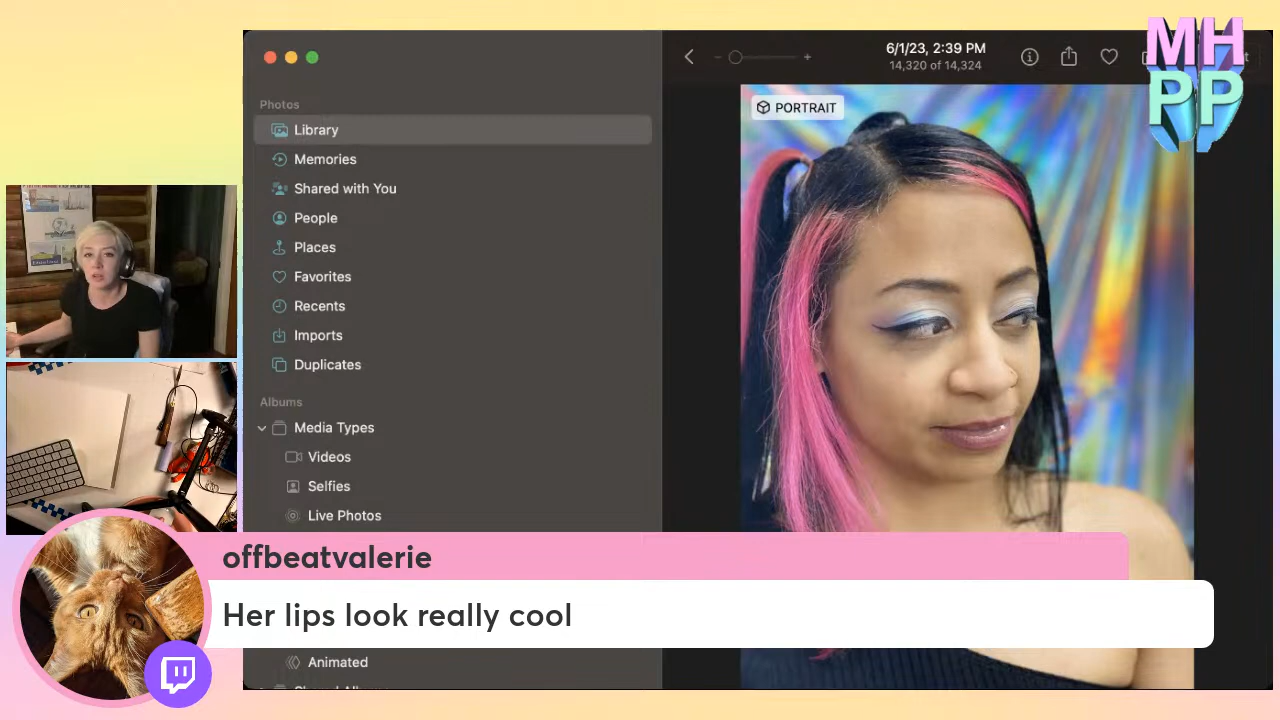 6/1/23, 2:39 PM
14,320 of 14,324
MH
PP
Photos
Library
Memories
Shared with You
People
Places
Favorites
Recents
Imports
Duplicates
Albums
Media Types
Videos
Selfies
Live Photos
PORTRAIT
offbeatvalerie
Her lips look really cool
Animated